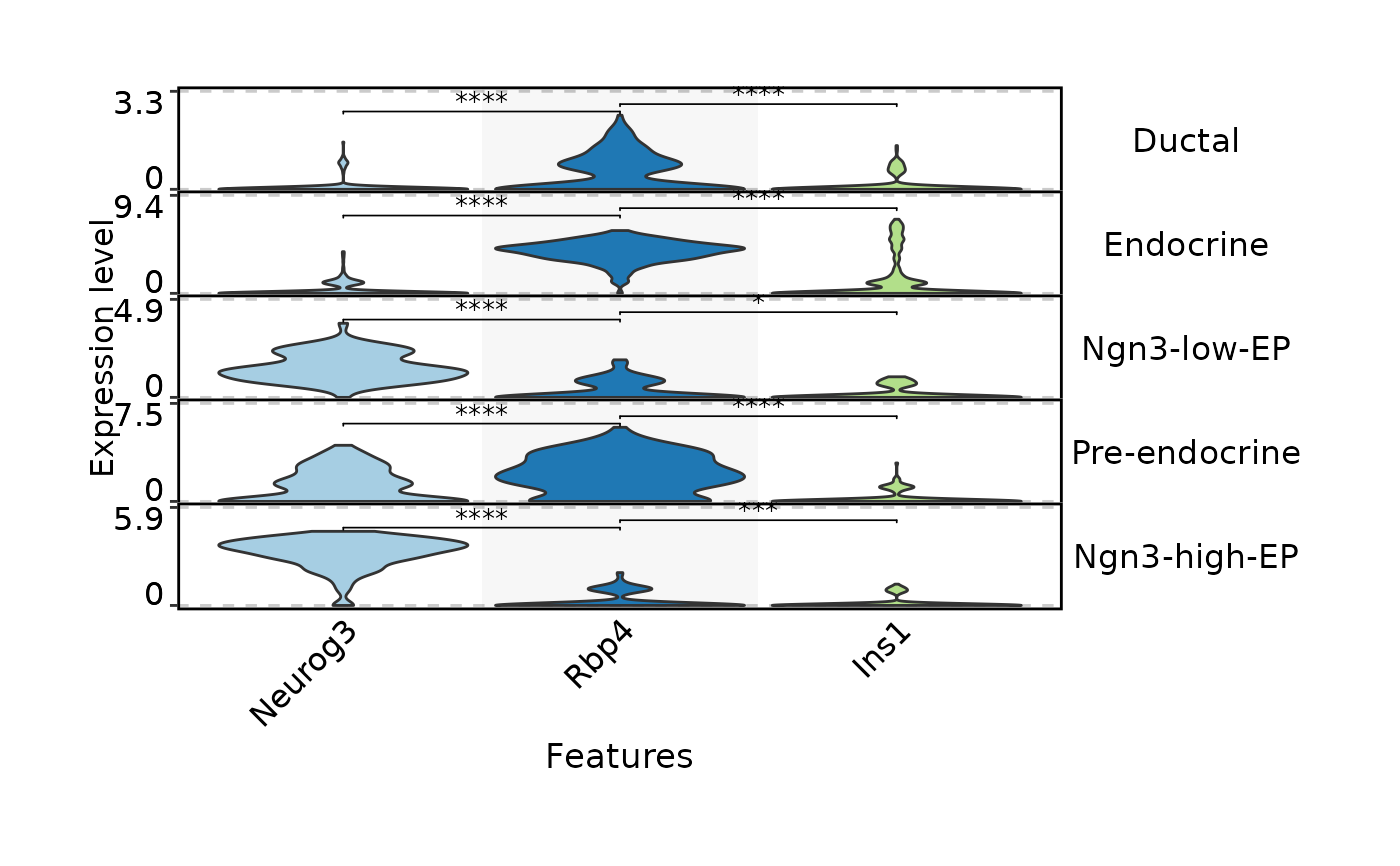 3.3
**** ****
Ductal
0
9.4
**** ****
Endocrine
0
4.9
**** *
Ngn3-low-EP
0
7.5
**** ****
Pre-endocrine
0
5.9
**** ***
Ngn3-high-EP
0
Expression level
Neurog3 Rbp4 Ins1
Features